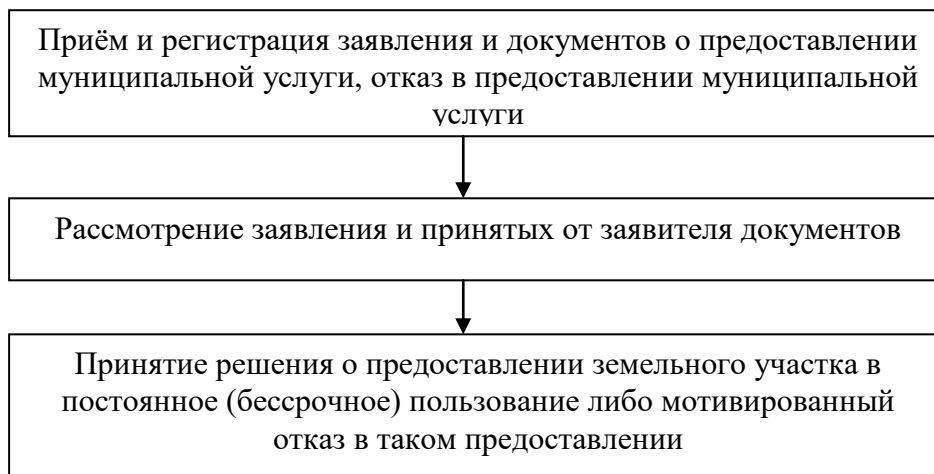 Приём и регистрация заявления и документов о предоставлении
муниципальной услуги, отказ в предоставлении муниципальной
услуги
Рассмотрение заявления и принятых от заявителя документов
Принятие решения о предоставлении земельного участка в
постоянное (бессрочное) пользование либо мотивированный
отказ в таком предоставлении